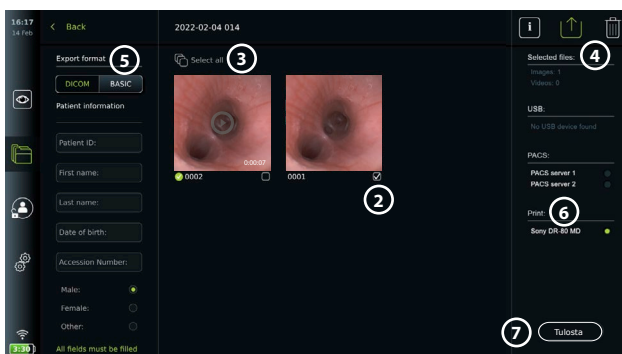 16:17
14 Feb
Back
2022-02-04 014
i
Export format
5
DICOM
BASIC
Patient information
Patient ID:
First name:
Last name:
Date of birth:
Accession Number:
Male:
Female:
Other:
All fields must be filled
3:30
Select all
3
0:00:07
0002
0001
2
4
Selected files:
Images: 1
Videos: 0
USB:
No USB device found
PACS:
PACS server 1
PACS server 2
Print:
6
Sony DR-80 MD
7
Tulosta